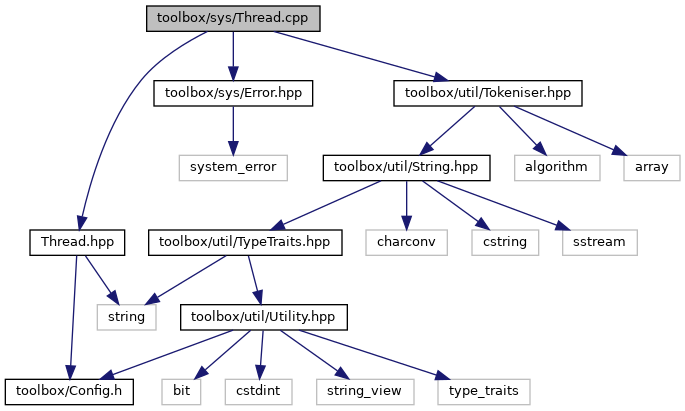 toolbox/sys/Thread.cpp
toolbox/sys/Error.hpp
toolbox/util/Tokeniser.hpp
system_error
toolbox/util/String.hpp
algorithm
array
Thread.hpp
toolbox/util/TypeTraits.hpp
charconv
cstring
sstream
string
toolbox/util/Utility.hpp
toolbox/Config.h
bit
cstdint
string_view
type_traits